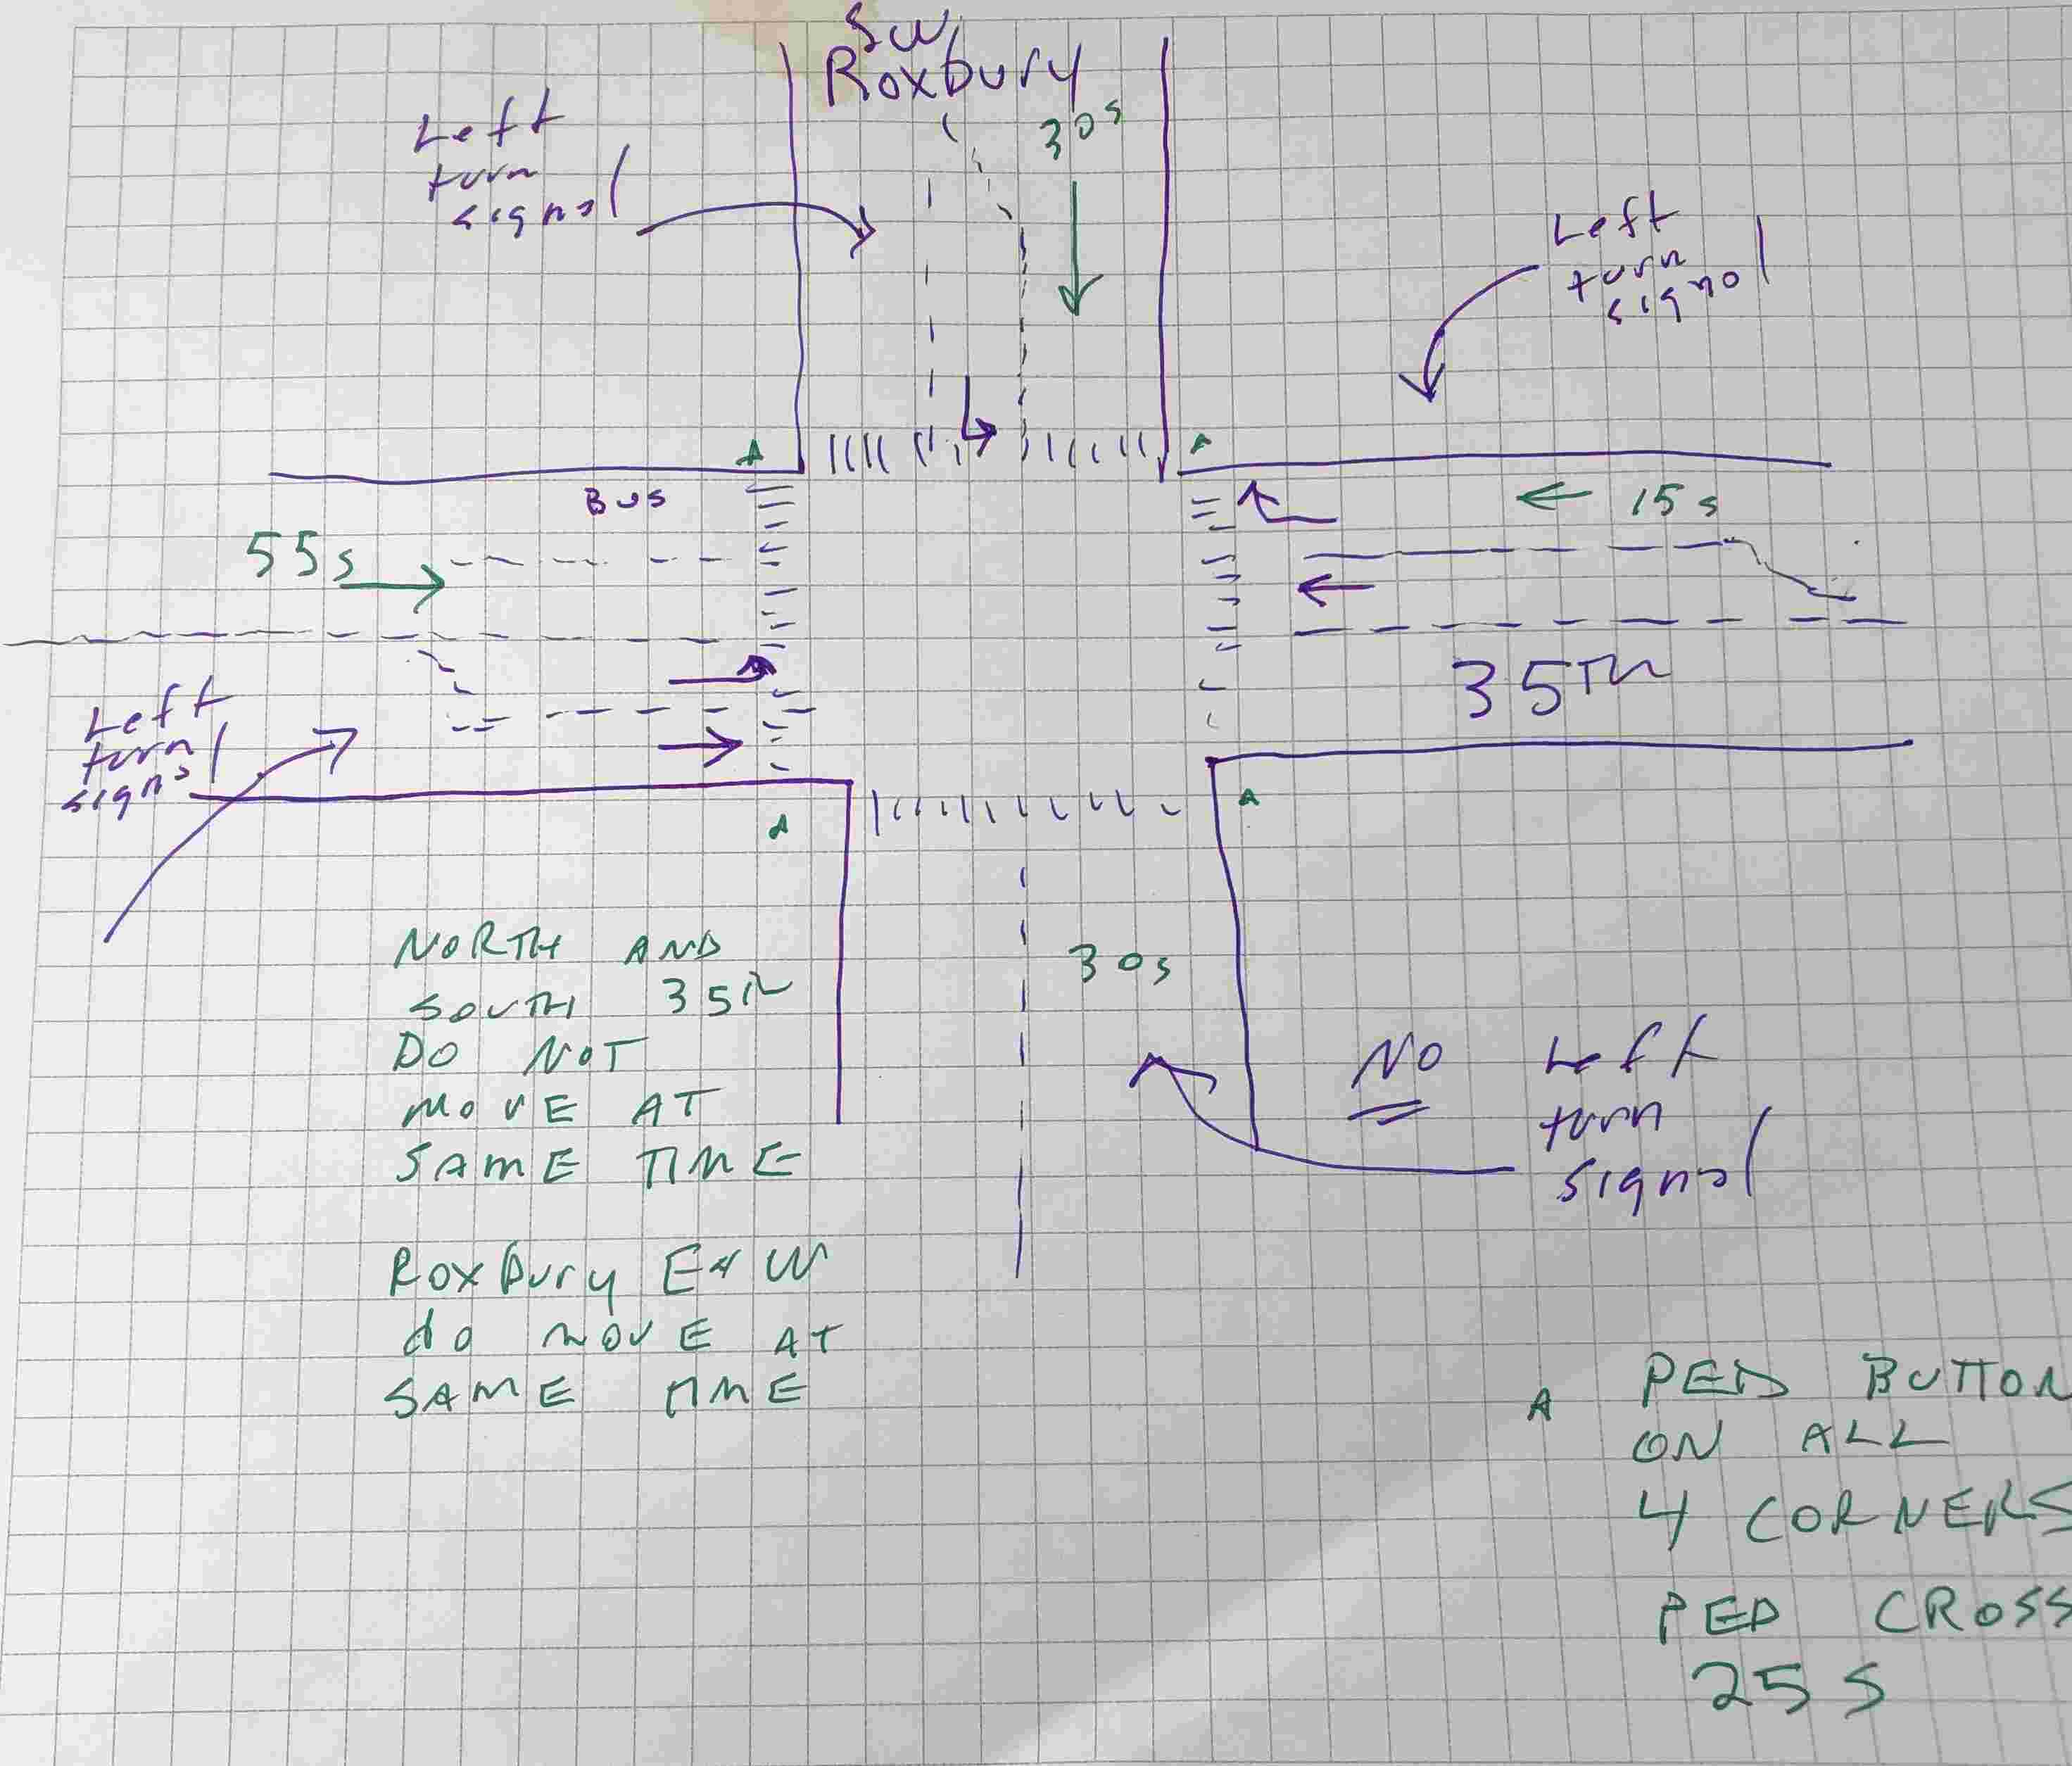 SW
Roxbury
30s
Left
turn
signal
Left
turn
signal
A
A
Bus
15s
55s
35TH
Left
turn
signal
A
A
NORTH AND
SOUTH 35th
DO NOT
MOVE AT
SAME TIME
30s
NO Left
turn
signal
Roxbury E & W
do MOVE AT
SAME TIME
A PED BUTTON
ON ALL
4 CORNERS
PED CROSS
25 s